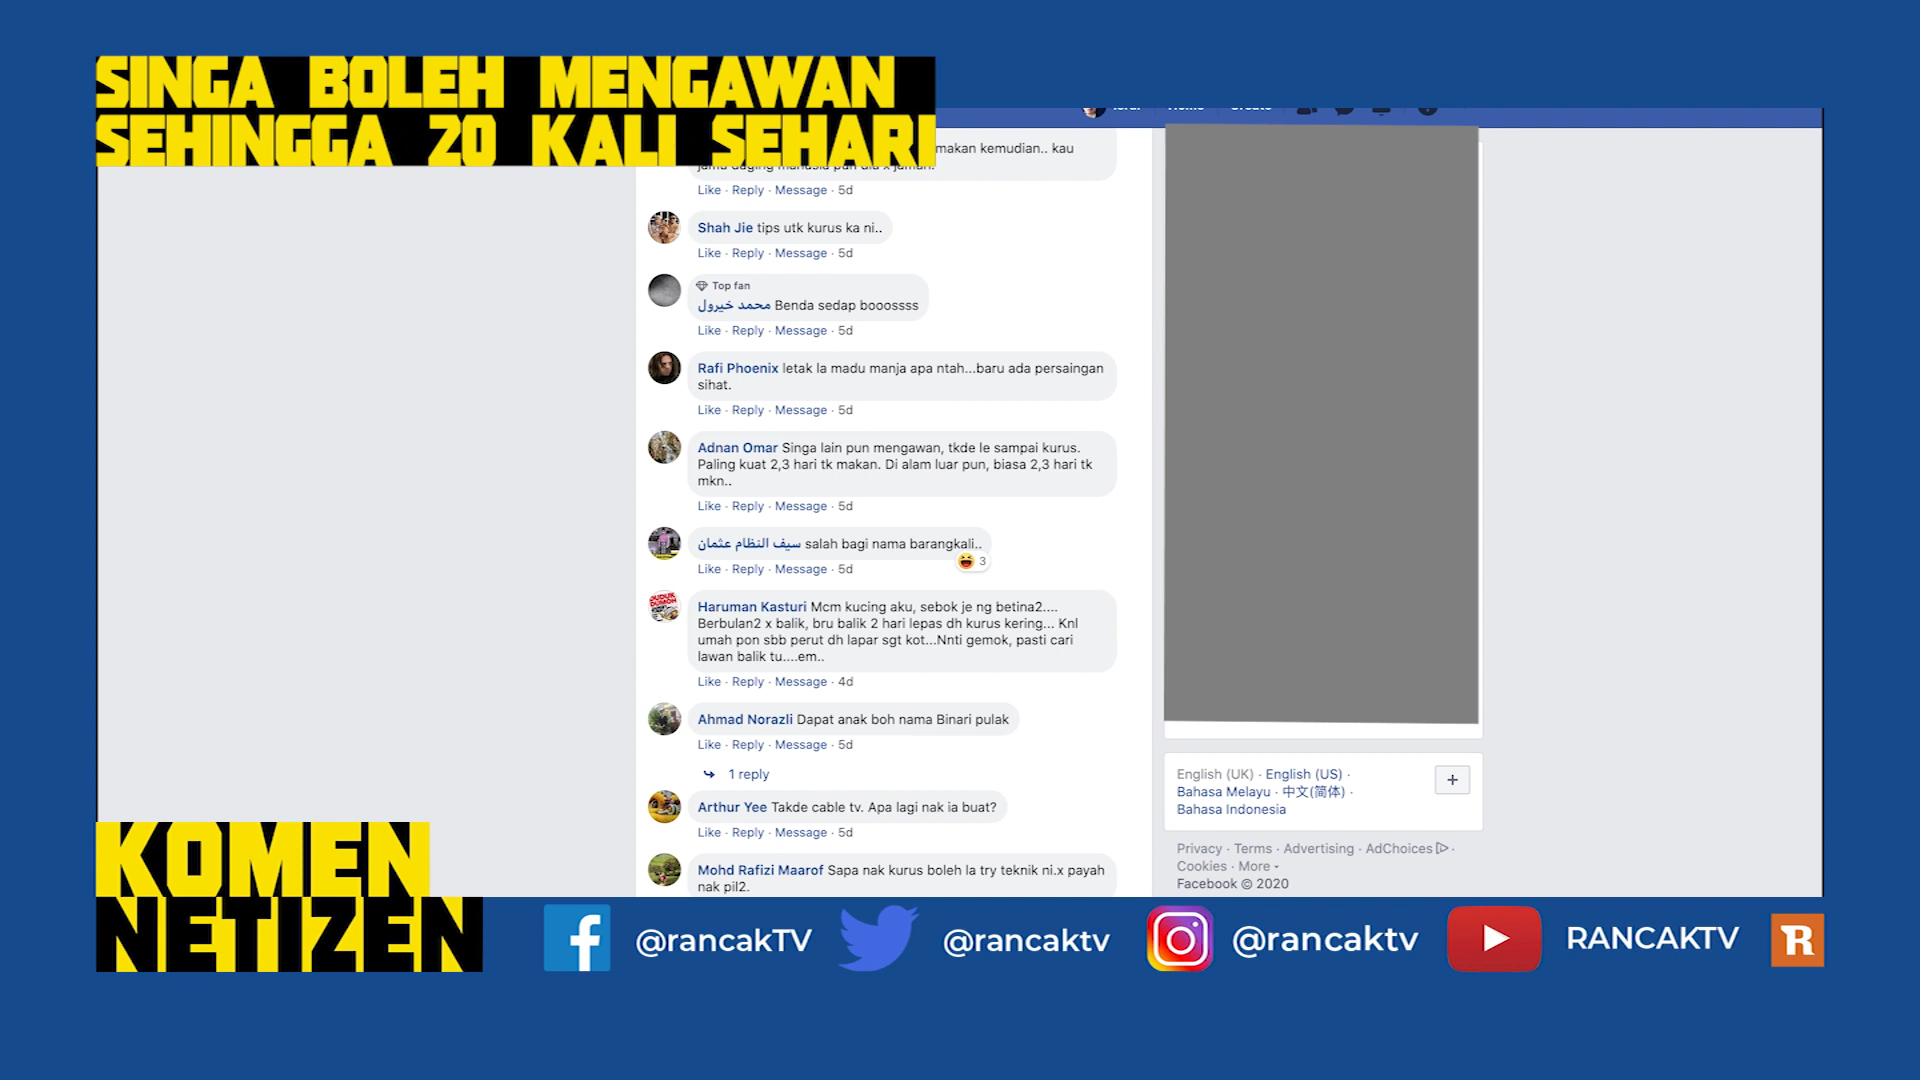 SINGA BOLEH MENGAWAN
SEHINGGA 20 KALI SEHARI
Home Create
makan kemudian.. kau
jamu daging manusia pun dia x jamah.
Like · Reply · Message · 5d
Shah Jie tips utk kurus ka ni..
Like · Reply · Message · 5d
Top fan
محمد خيرول Benda sedap booossss
Like · Reply · Message · 5d
Rafi Phoenix letak la madu manja apa ntah...baru ada persaingan
sihat.
Like · Reply · Message · 5d
Adnan Omar Singa lain pun mengawan, tkde le sampai kurus.
Paling kuat 2,3 hari tk makan. Di alam luar pun, biasa 2,3 hari tk
mkn..
Like · Reply · Message · 5d
سيف النظام عثمان salah bagi nama barangkali..
3
Like · Reply · Message · 5d
Haruman Kasturi Mcm kucing aku, sebok je ng betina2....
Berbulan2 x balik, bru balik 2 hari lepas dh kurus kering... Knl
umah pon sbb perut dh lapar sgt kot...Nnti gemok, pasti cari
lawan balik tu....em..
Like · Reply · Message · 4d
Ahmad Norazli Dapat anak boh nama Binari pulak
Like · Reply · Message · 5d
1 reply
Arthur Yee Takde cable tv. Apa lagi nak ia buat?
Like · Reply · Message · 5d
Mohd Rafizi Maarof Sapa nak kurus boleh la try teknik ni.x payah
nak pil2.
English (UK) · English (US) ·
Bahasa Melayu · 中文(简体) ·
Bahasa Indonesia
+
Privacy · Terms · Advertising · AdChoices ·
Cookies · More
Facebook © 2020
KOMEN
NETIZEN
@rancakTV @rancaktv @rancaktv RANCAKTV R